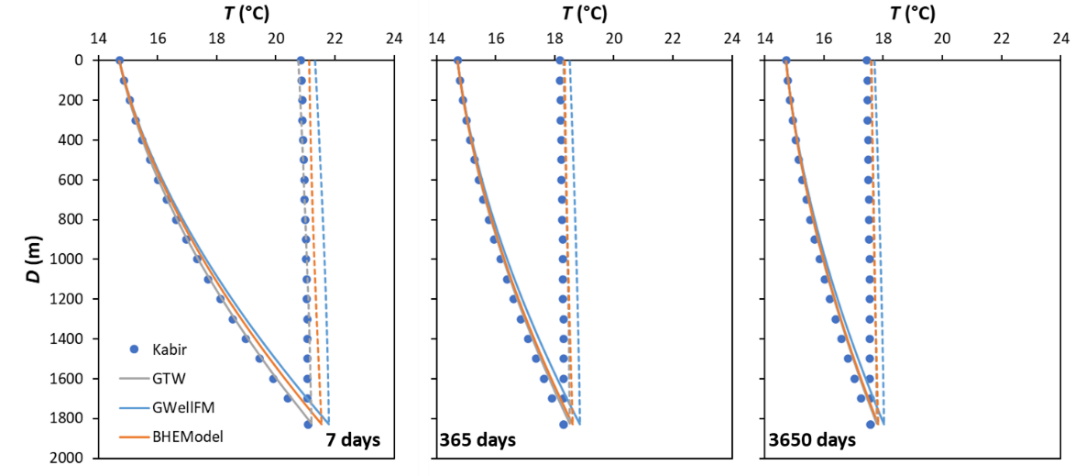 T (°C)
T (°C)
T (°C)
14 16 18 20 22 24
14 16 18 20 22 24
14 16 18 20 22 24
0
200
400
600
800
1000
1200
1400
1600
1800
2000
D (m)
Kabir
GTW
GWellFM
BHEModel
7 days
365 days
3650 days